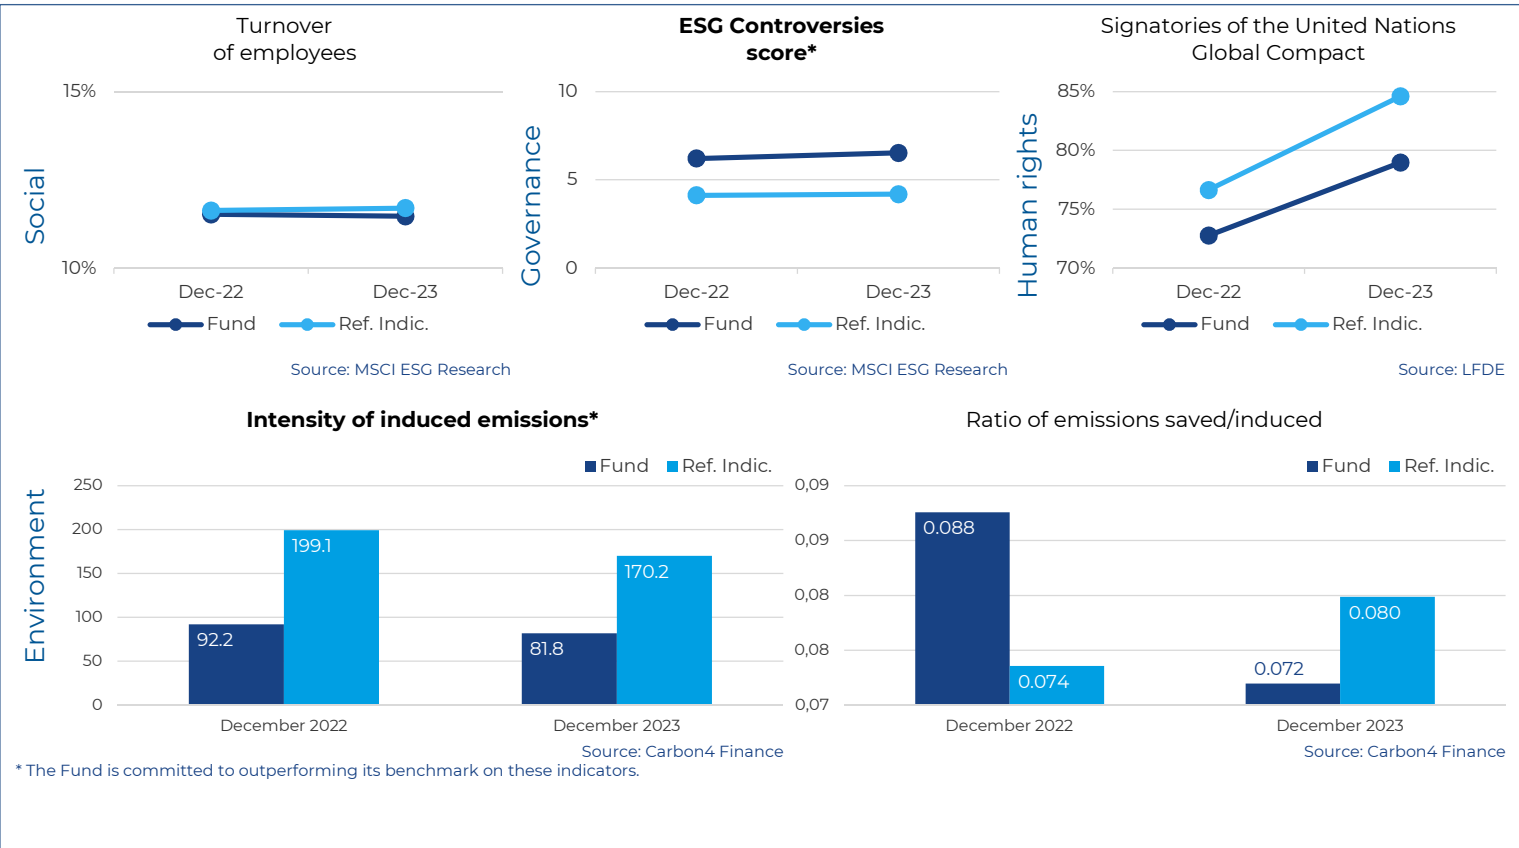 Turnover
of employees
Social
15%
10%
Dec-22
Dec-23
Fund
Ref. Indic.
Source: MSCI ESG Research
ESG Controversies
score*
Governance
10
5
0
Dec-22
Dec-23
Fund
Ref. Indic.
Source: MSCI ESG Research
Signatories of the United Nations
Global Compact
Human rights
85%
80%
75%
70%
Dec-22
Dec-23
Fund
Ref. Indic.
Source: LFDE
Intensity of induced emissions*
Fund
Ref. Indic.
Environment
250
200
150
100
50
0
92.2
199.1
81.8
170.2
December 2022
December 2023
Source: Carbon4 Finance
Ratio of emissions saved/induced
Fund
Ref. Indic.
0,09
0,09
0,08
0,08
0,07
0.088
0.074
0.072
0.080
December 2022
December 2023
Source: Carbon4 Finance
* The Fund is committed to outperforming its benchmark on these indicators.